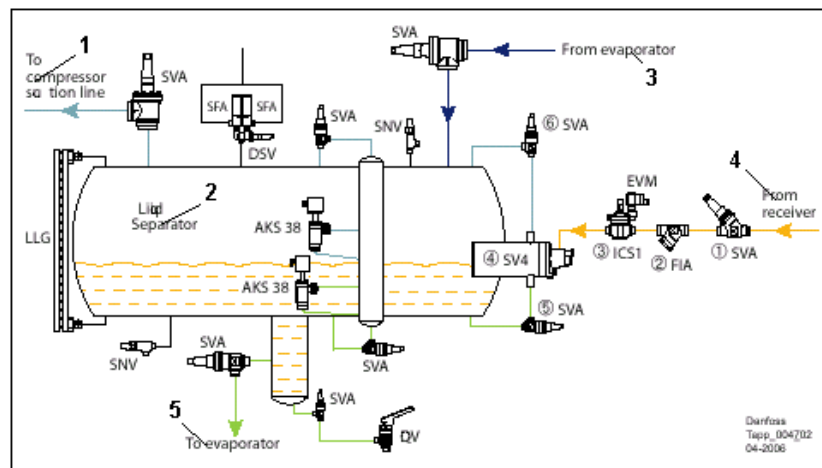 1
To
compressor
suction line
SVA
SVA
From evaporator
3
SFA
SFA
DSV
SVA
SNV
⑥ SVA
4
From
receiver
EVM
2
Separator
LLG
AKS 38
AKS 38
④ SV4
③ ICS1
② FIA
① SVA
⑤ SVA
SNV
SVA
SVA
5
To evaporator
SVA
QV
Danfoss
Tapp_004702
04-2006